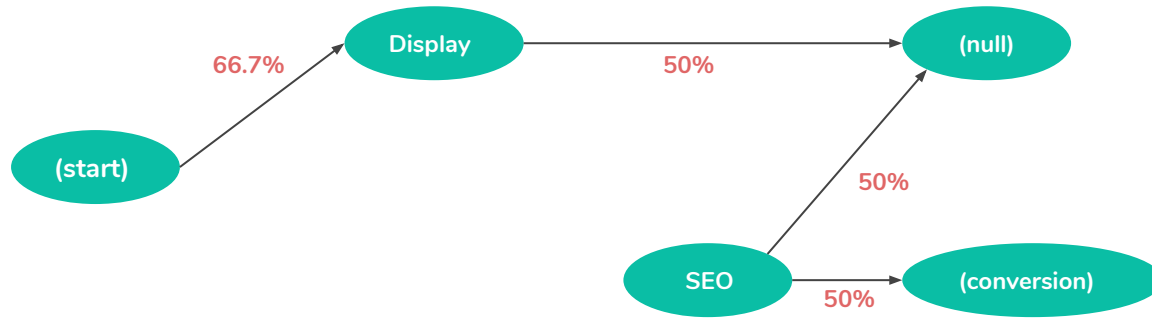 Display
(null)
66.7%
50%
(start)
50%
SEO
(conversion)
50%